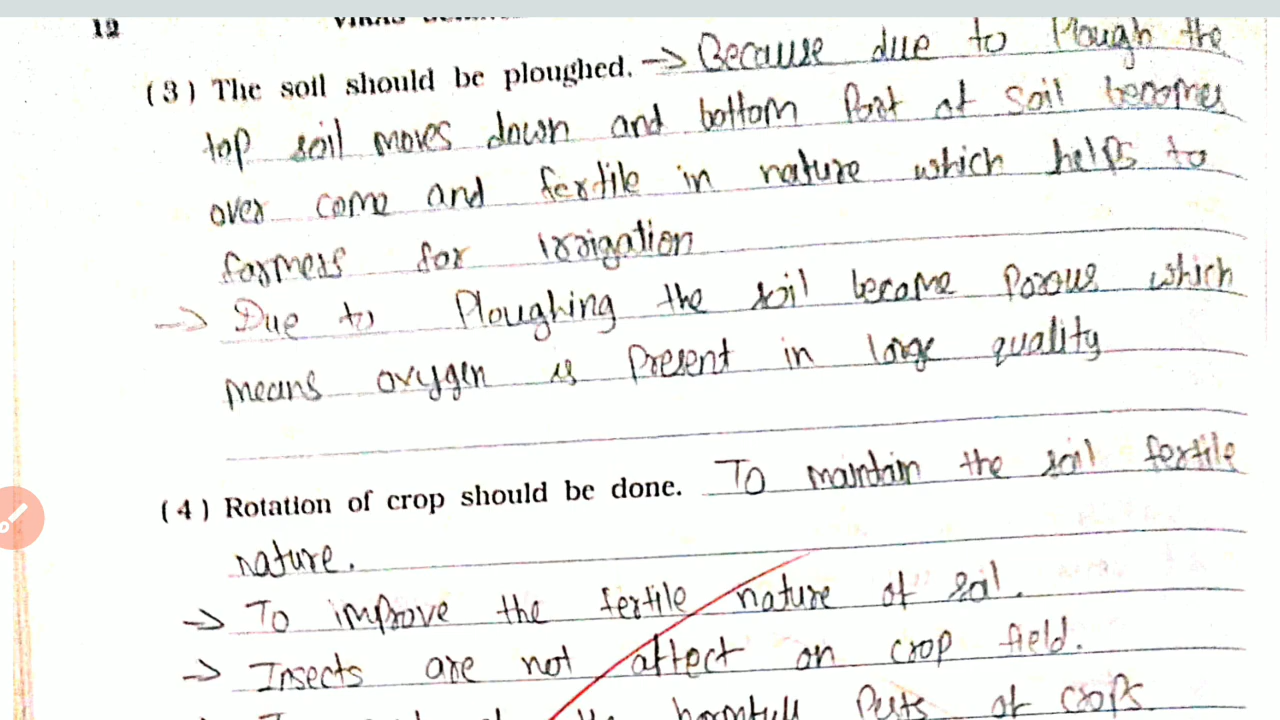 12
(3) The soil should be ploughed. → Because due to Plough the
top soil moves down and bottom Part of soil becomes
over come and fertile in nature which helps to
farmers for Irrigation
→ Due to Ploughing the soil become Porous which
means oxygen is Present in large quality
(4) Rotation of crop should be done. To maintain the soil fertile
nature.
→ To improve the fertile nature of soil.
→ Insects are not affect on crop field.
harmfull Pests of crops.